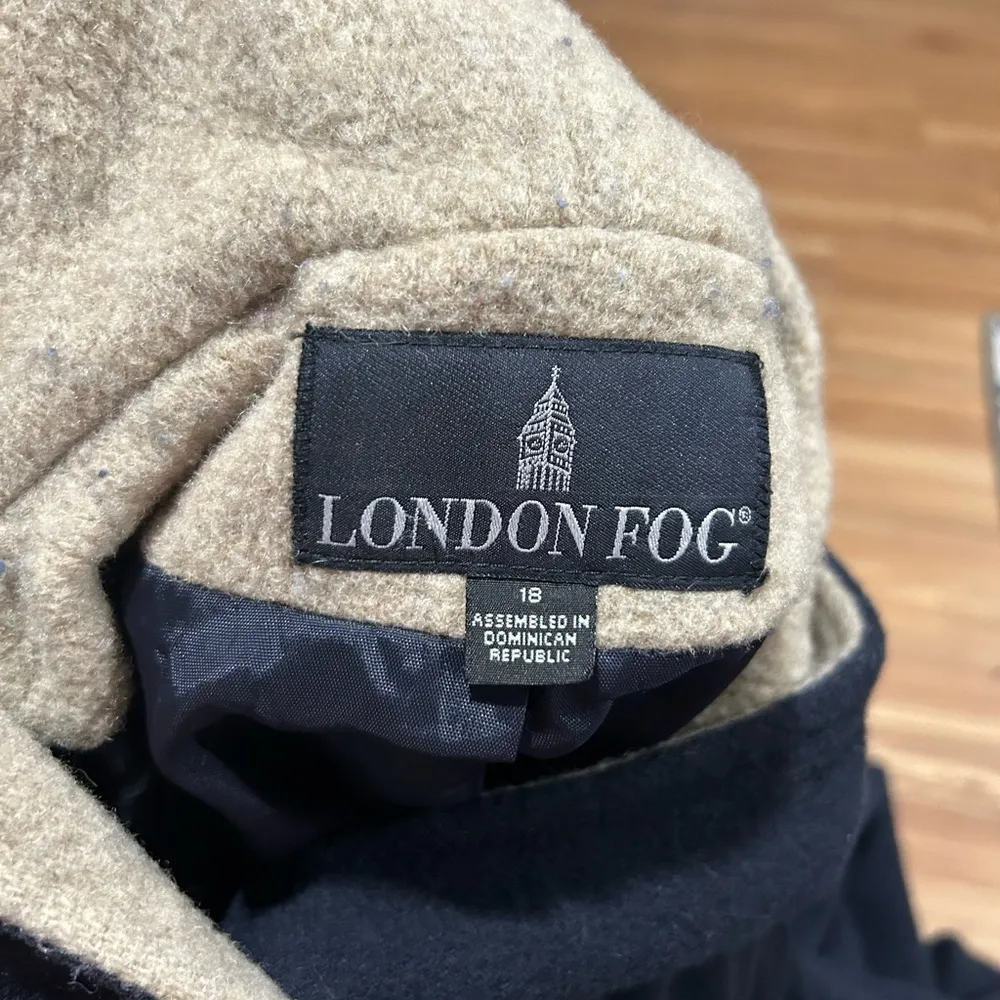 LONDON FOG®
18
ASSEMBLED IN
DOMINICAN
REPUBLIC